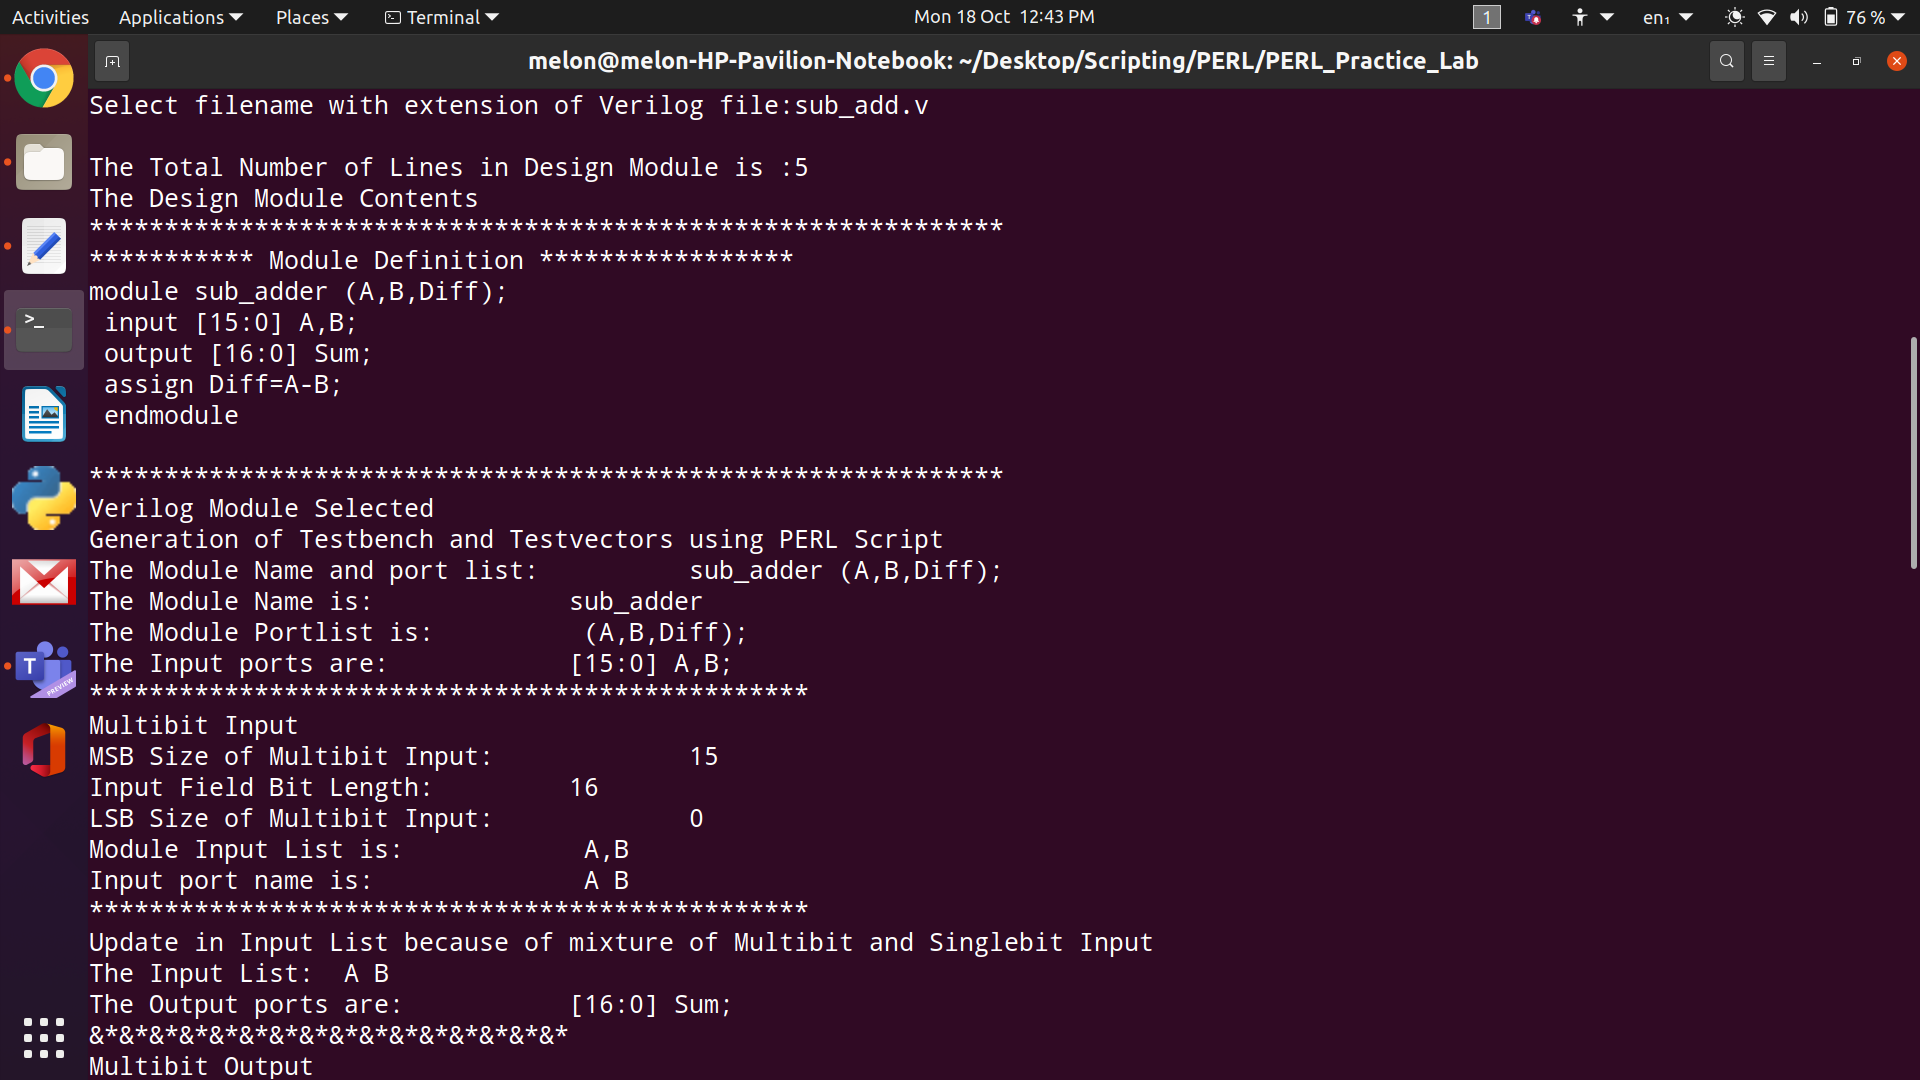 Activities Applications Places Terminal Mon 18 Oct 12:43 PM 1 en₁ 76 %
melon@melon-HP-Pavilion-Notebook: ~/Desktop/Scripting/PERL/PERL_Practice_Lab
Select filename with extension of Verilog file:sub_add.v
The Total Number of Lines in Design Module is :5
The Design Module Contents
*************************************************************
*********** Module Definition *****************
module sub_adder (A,B,Diff);
input [15:0] A,B;
output [16:0] Sum;
assign Diff=A-B;
endmodule
*************************************************************
Verilog Module Selected
Generation of Testbench and Testvectors using PERL Script
The Module Name and port list: sub_adder (A,B,Diff);
The Module Name is: sub_adder
The Module Portlist is: (A,B,Diff);
The Input ports are: [15:0] A,B;
************************************************
Multibit Input
MSB Size of Multibit Input: 15
Input Field Bit Length: 16
LSB Size of Multibit Input: 0
Module Input List is: A,B
Input port name is: A B
************************************************
Update in Input List because of mixture of Multibit and Singlebit Input
The Input List: A B
The Output ports are: [16:0] Sum;
&*&*&*&*&*&*&*&*&*&*&*&*&*&*&*&*
Multibit Output
>_
T
PREVIEW